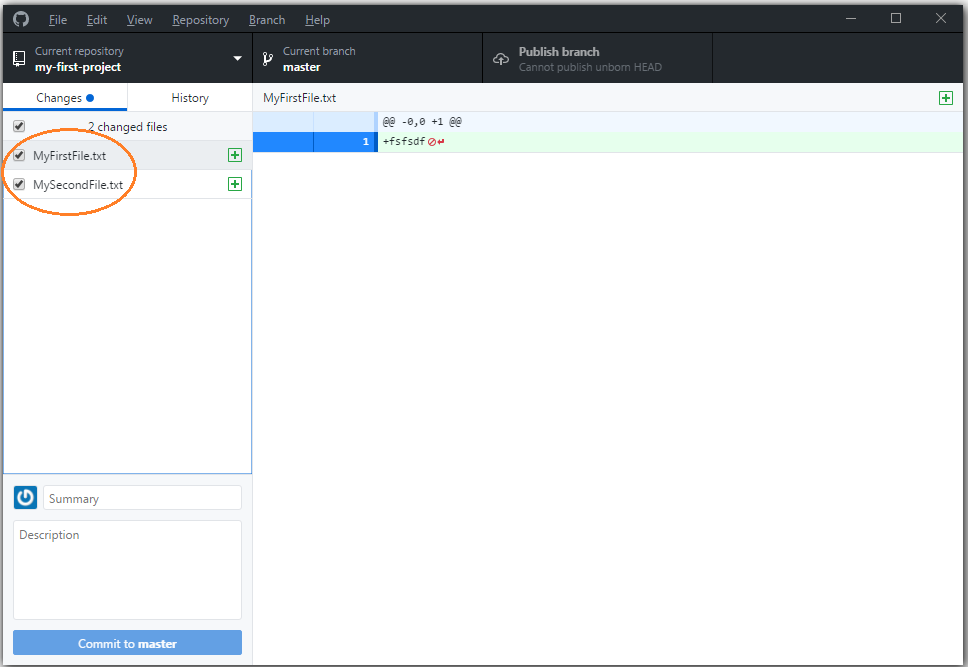 File Edit View Repository Branch Help
Current repository
my-first-project
Current branch
master
Publish branch
Cannot publish unborn HEAD
Changes History
2 changed files
MyFirstFile.txt
MySecondFile.txt
MyFirstFile.txt
@@ -0,0 +1 @@
1 +fsfsdf
Summary
Description
Commit to master